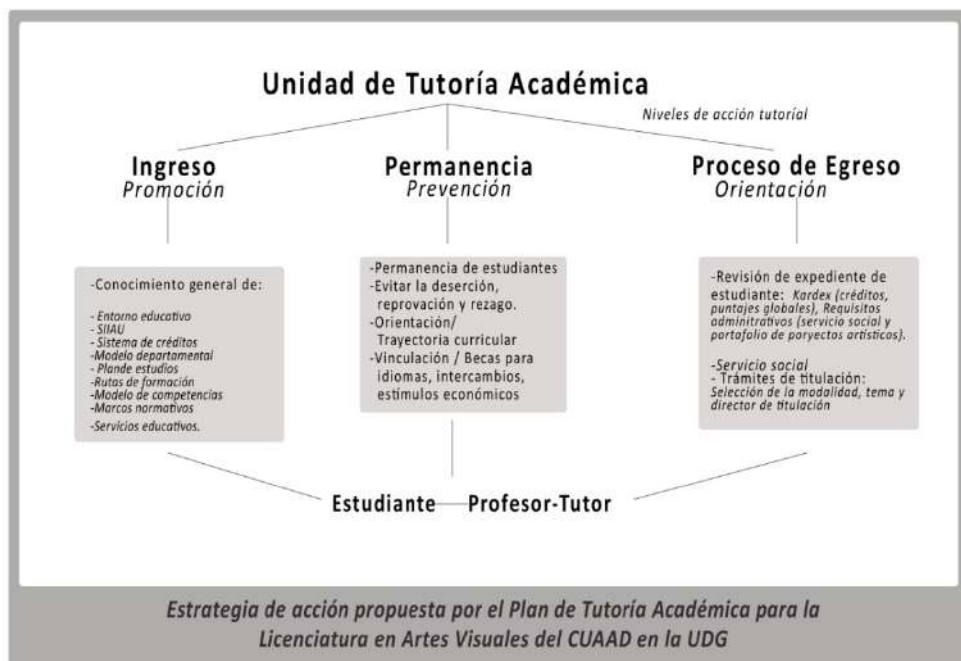 Unidad de Tutoría Académica
Niveles de acción tutoríal
Ingreso
Promoción
Permanencia
Prevención
Proceso de Egreso
Orientación
-Conocimiento general de:
- Entorno educativo
- SIIAU
- Sistema de créditos
-Modelo departamental
- Plande estudios
-Rutas de formación
-Modelo de competencias
-Marcos normativos
-Servicios educativos.
-Permanencia de estudiantes
-Evitar la deserción,
reprovación y rezago.
-Orientación/
Trayectoria curricular
-Vinculación / Becas para
idiomas, intercambios,
estímulos económicos
-Revisión de expediente de
estudiante: Kardex (créditos,
puntajes globales), Requisitos
adminitrativos (servicio social y
portafolio de poryectos artísticos).
-Servicio social
- Trámites de titulación:
Selección de la modalidad, tema y
director de titulación
Estudiante Profesor-Tutor
Estrategia de acción propuesta por el Plan de Tutoría Académica para la
Licenciatura en Artes Visuales del CUAAD en la UDG